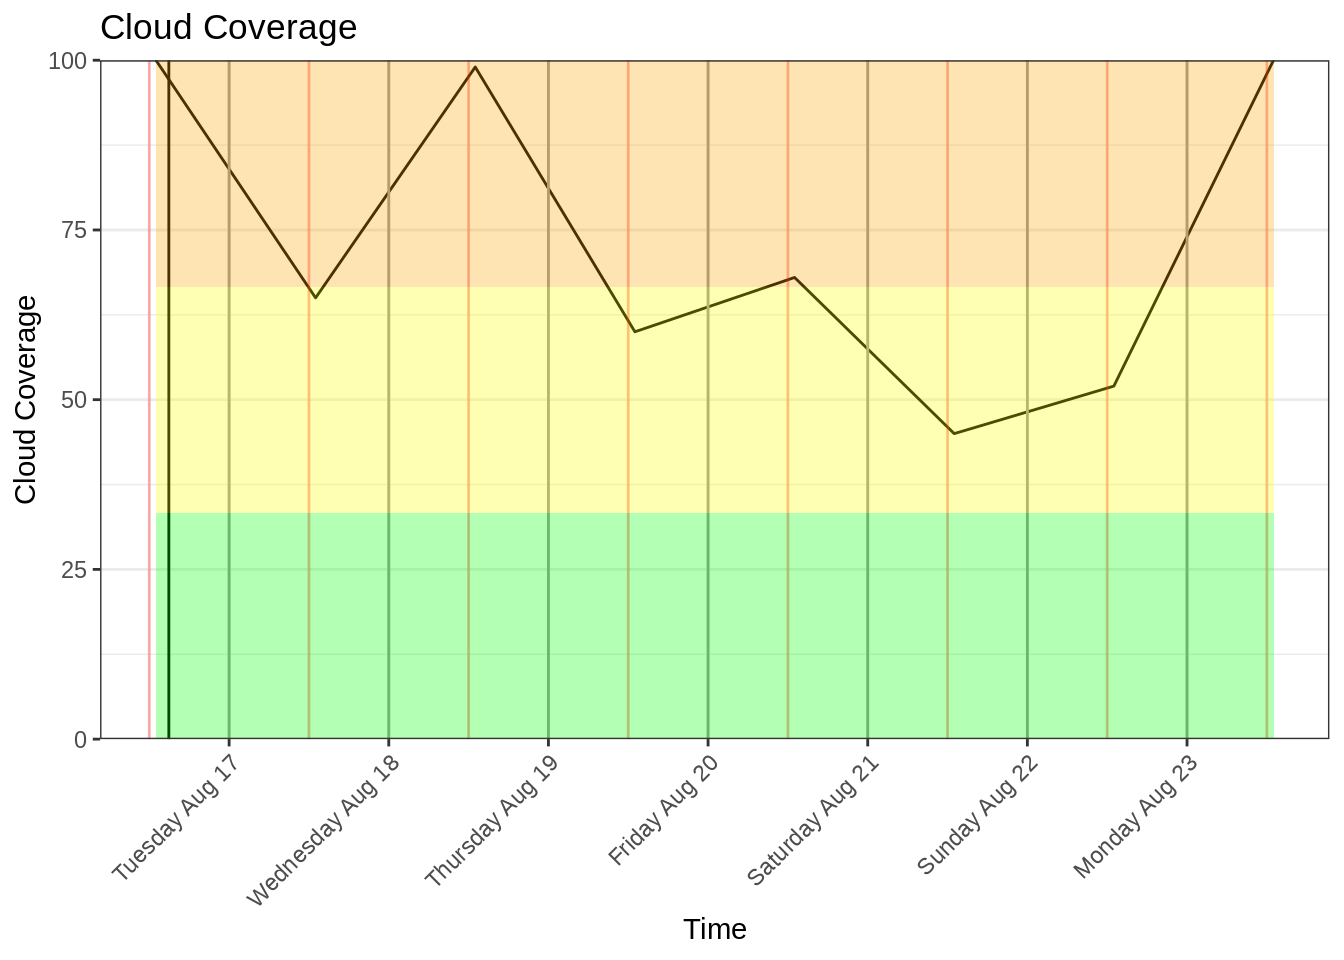 Cloud Coverage
Cloud Coverage
100
75
50
25
0
Tuesday Aug 17
Wednesday Aug 18
Thursday Aug 19
Friday Aug 20
Saturday Aug 21
Sunday Aug 22
Monday Aug 23
Time